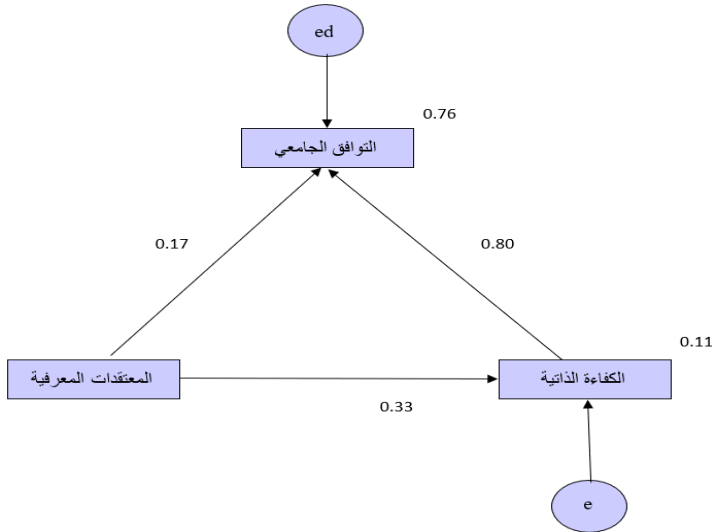 ed
0.76
التوافق الجامعي
0.17
0.80
0.11
المعتقدات المعرفية
الكفاءة الذاتية
0.33
e